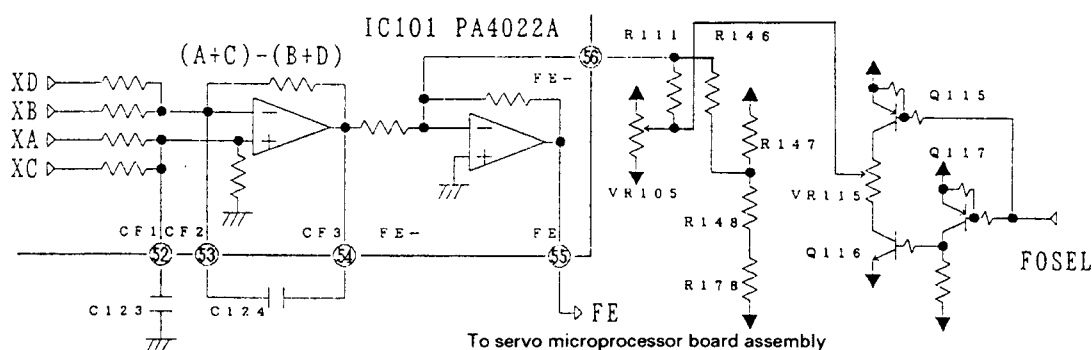 IC101 PA4022A
(A+C)-(B+D)
56
R111
R146
XD
XB
XA
XC
FE-
Q115
R147
Q117
VR105
VR115
R148
Q116
FOSEL
CF1
CF2
CF3
FE-
FE
52
53
54
55
R178
C123
C124
FE
To servo microprocessor board assembly